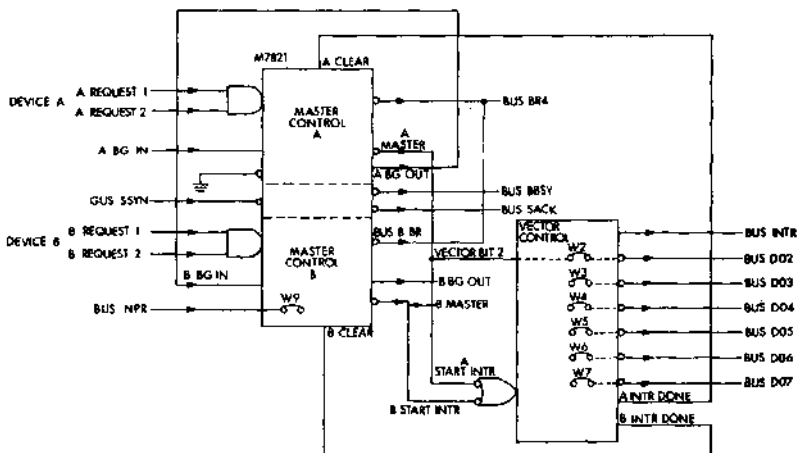 M7821
A CLEAR
DEVICE A
A REQUEST 1
A REQUEST 2
MASTER
CONTROL
A
BUS BR4
A
MASTER
A BG IN
A BG OUT
BUS BBSY
GUS SSYN
BUS SACK
DEVICE B
B REQUEST 1
B REQUEST 2
BUS B BR
VECTOR
CONTROL
BUS INTR
MASTER
CONTROL
B
VECTOR BIT 2
W2
BUS D02
B BG IN
B BG OUT
W3
BUS D03
W9
B MASTER
W4
BUS D04
BUS NPR
B CLEAR
W5
BUS D05
A
START INTR
W6
BUS D06
W7
BUS D07
B START INTR
A INTR DONE
B INTR DONE